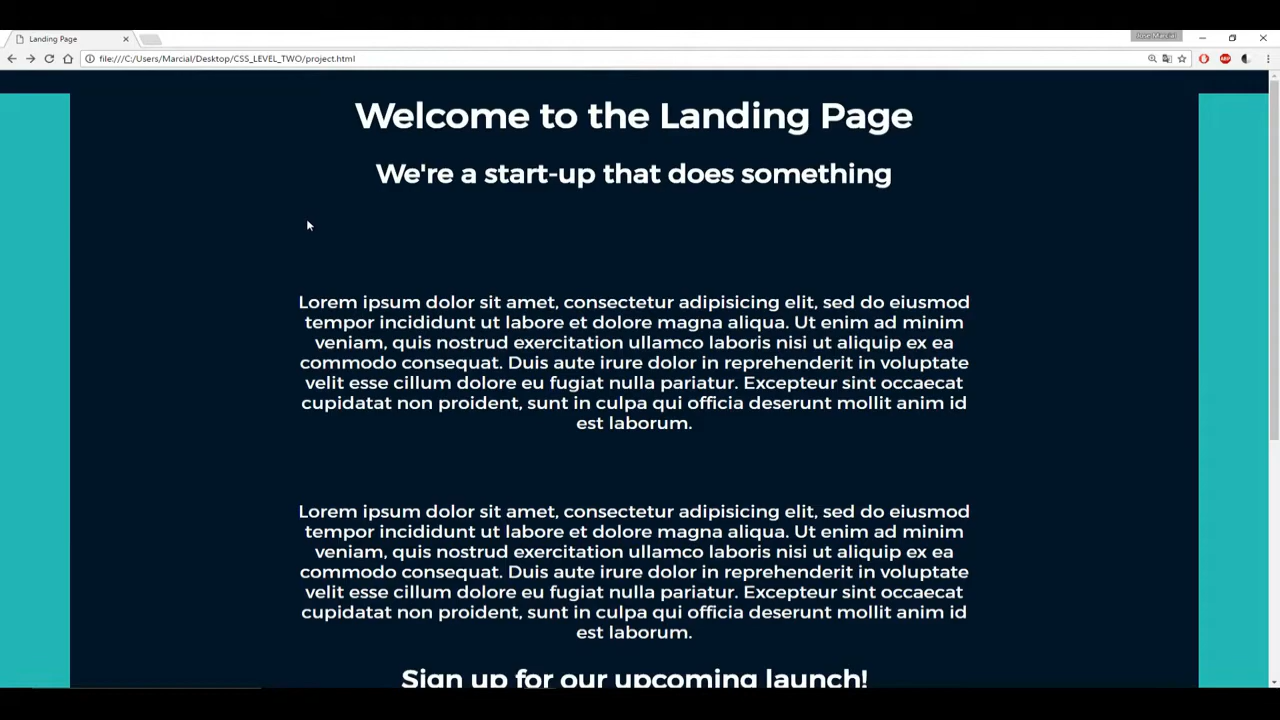 Landing Page
Jose Marcial
file:///C:/Users/Marcial/Desktop/CSS_LEVEL_TWO/project.html
Welcome to the Landing Page
We're a start-up that does something
Lorem ipsum dolor sit amet, consectetur adipisicing elit, sed do eiusmod
tempor incididunt ut labore et dolore magna aliqua. Ut enim ad minim
veniam, quis nostrud exercitation ullamco laboris nisi ut aliquip ex ea
commodo consequat. Duis aute irure dolor in reprehenderit in voluptate
velit esse cillum dolore eu fugiat nulla pariatur. Excepteur sint occaecat
cupidatat non proident, sunt in culpa qui officia deserunt mollit anim id
est laborum.
Lorem ipsum dolor sit amet, consectetur adipisicing elit, sed do eiusmod
tempor incididunt ut labore et dolore magna aliqua. Ut enim ad minim
veniam, quis nostrud exercitation ullamco laboris nisi ut aliquip ex ea
commodo consequat. Duis aute irure dolor in reprehenderit in voluptate
velit esse cillum dolore eu fugiat nulla pariatur. Excepteur sint occaecat
cupidatat non proident, sunt in culpa qui officia deserunt mollit anim id
est laborum.
Sign up for our upcoming launch!